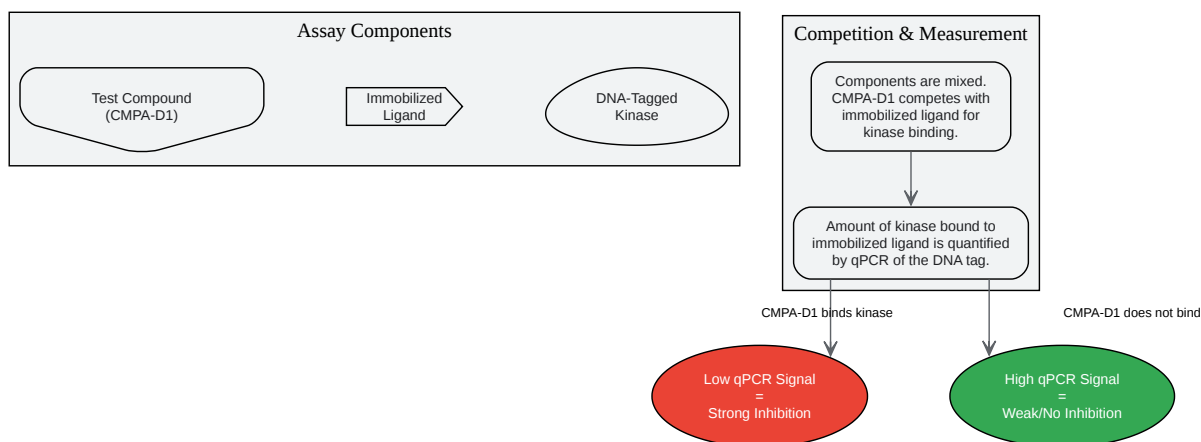 Assay Components
Test Compound
(CMPA-D1)
Immobilized
Ligand
DNA-Tagged
Kinase
Competition & Measurement
Components are mixed.
CMPA-D1 competes with
immobilized ligand for
kinase binding.
Amount of kinase bound to
immobilized ligand is quantified
by qPCR of the DNA tag.
CMPA-D1 binds kinase
CMPA-D1 does not bind
Low qPCR Signal
=
Strong Inhibition
High qPCR Signal
=
Weak/No Inhibition